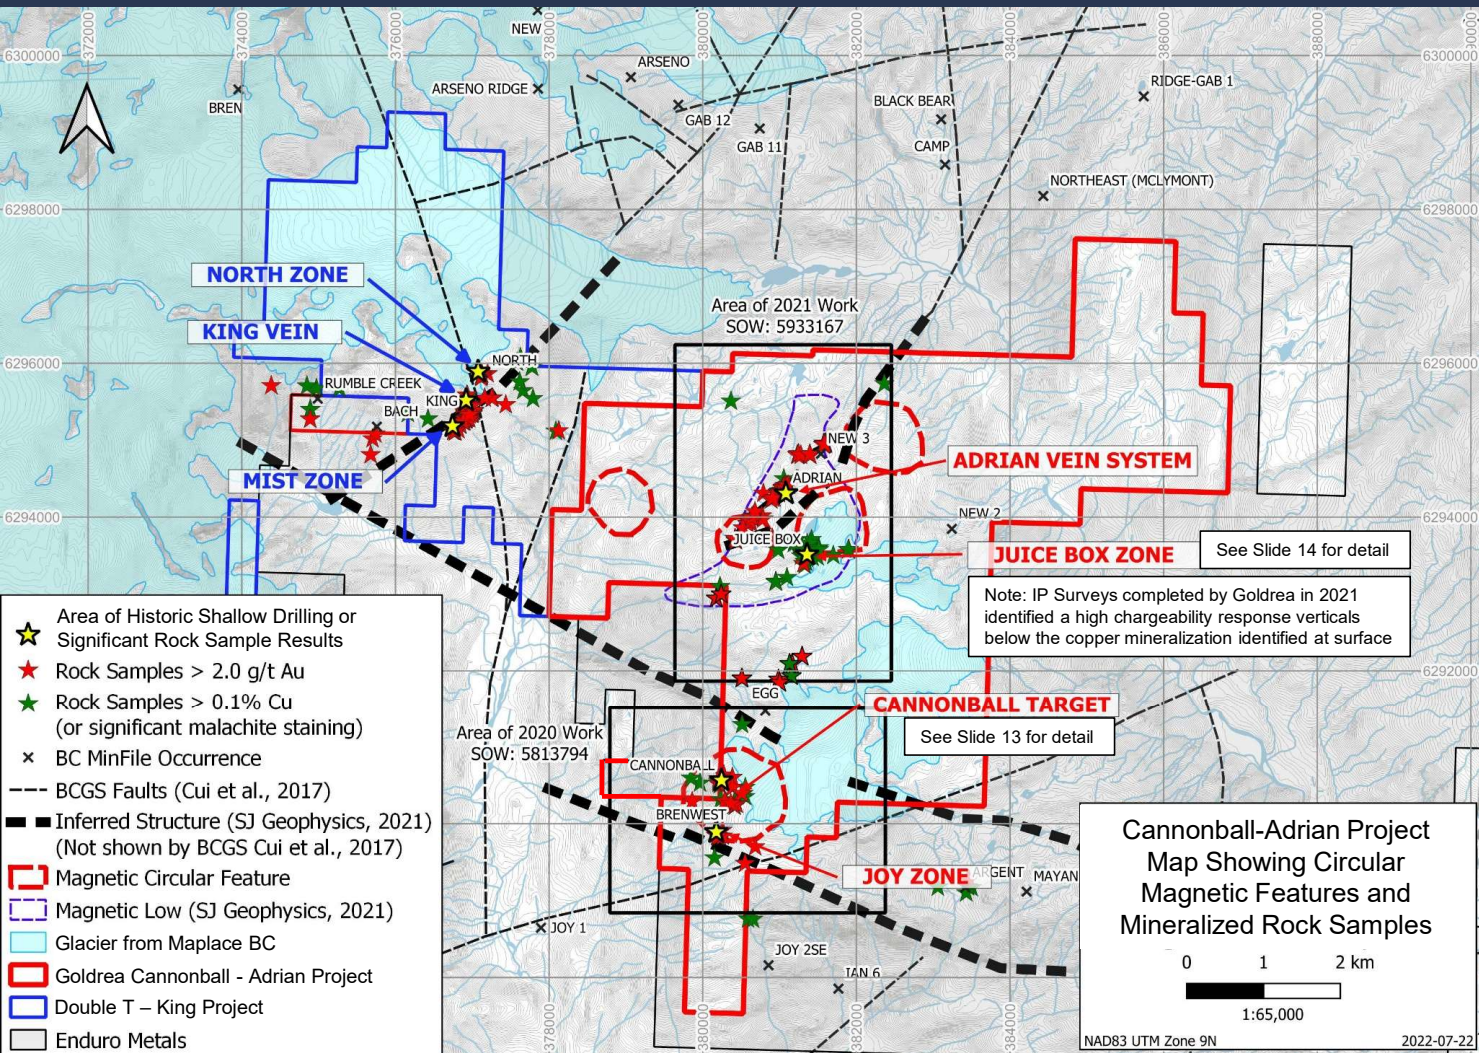 372000
374000
376000
378000
380000
382000
384000
386000
388000
6300000
6300000
NEW
ARSENO
ARSENO RIDGE
BREN
GAB 12
GAB 11
BLACK BEAR
CAMP
RIDGE-GAB 1
NORTHEAST (MCLYMONT)
6298000
6298000
NORTH ZONE
KING VEIN
Area of 2021 Work
SOW: 5933167
6296000
6296000
NORTH
RUMBLE CREEK
KING
BACH
MIST ZONE
NEW 3
ADRIAN
ADRIAN VEIN SYSTEM
6294000
6294000
NEW 2
JUICE BOX
JUICE BOX ZONE
See Slide 14 for detail
Note: IP Surveys completed by Goldrea in 2021
identified a high chargeability response verticals
below the copper mineralization identified at surface
6292000
EGG
CANNONBALL TARGET
See Slide 13 for detail
Area of 2020 Work
SOW: 5813794
CANNONBALL
BRENWEST
JOY ZONE
ARGENT
MAYAN
JOY 1
JOY 2SE
IAN 6
378000
380000
382000
384000
Area of Historic Shallow Drilling or
Significant Rock Sample Results
Rock Samples > 2.0 g/t Au
Rock Samples > 0.1% Cu
(or significant malachite staining)
BC MinFile Occurrence
BCGS Faults (Cui et al., 2017)
Inferred Structure (SJ Geophysics, 2021)
(Not shown by BCGS Cui et al., 2017)
Magnetic Circular Feature
Magnetic Low (SJ Geophysics, 2021)
Glacier from Maplace BC
Goldrea Cannonball - Adrian Project
Double T – King Project
Enduro Metals
Cannonball-Adrian Project
Map Showing Circular
Magnetic Features and
Mineralized Rock Samples
0 1 2 km
1:65,000
NAD83 UTM Zone 9N
2022-07-22